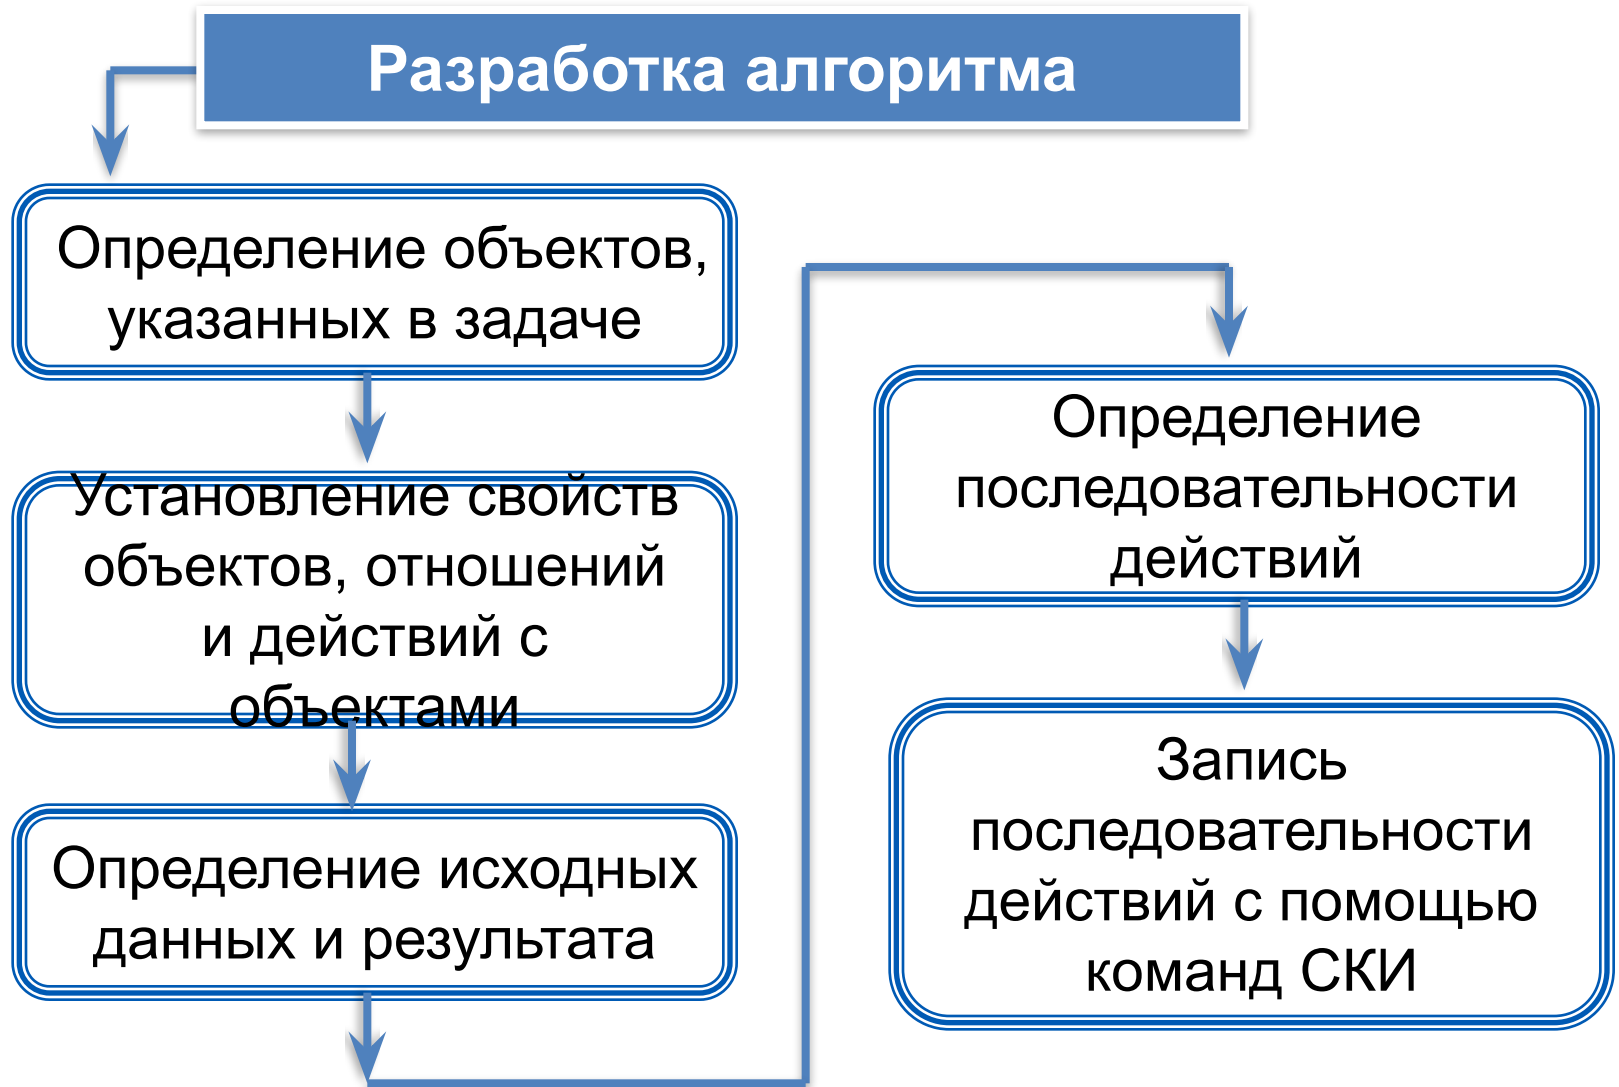 Разработка алгоритма
Определение объектов,
указанных в задаче
Установление свойств
объектов, отношений
и действий с
объектами
Определение исходных
данных и результата
Определение
последовательности
действий
Запись
последовательности
действий с помощью
команд СКИ